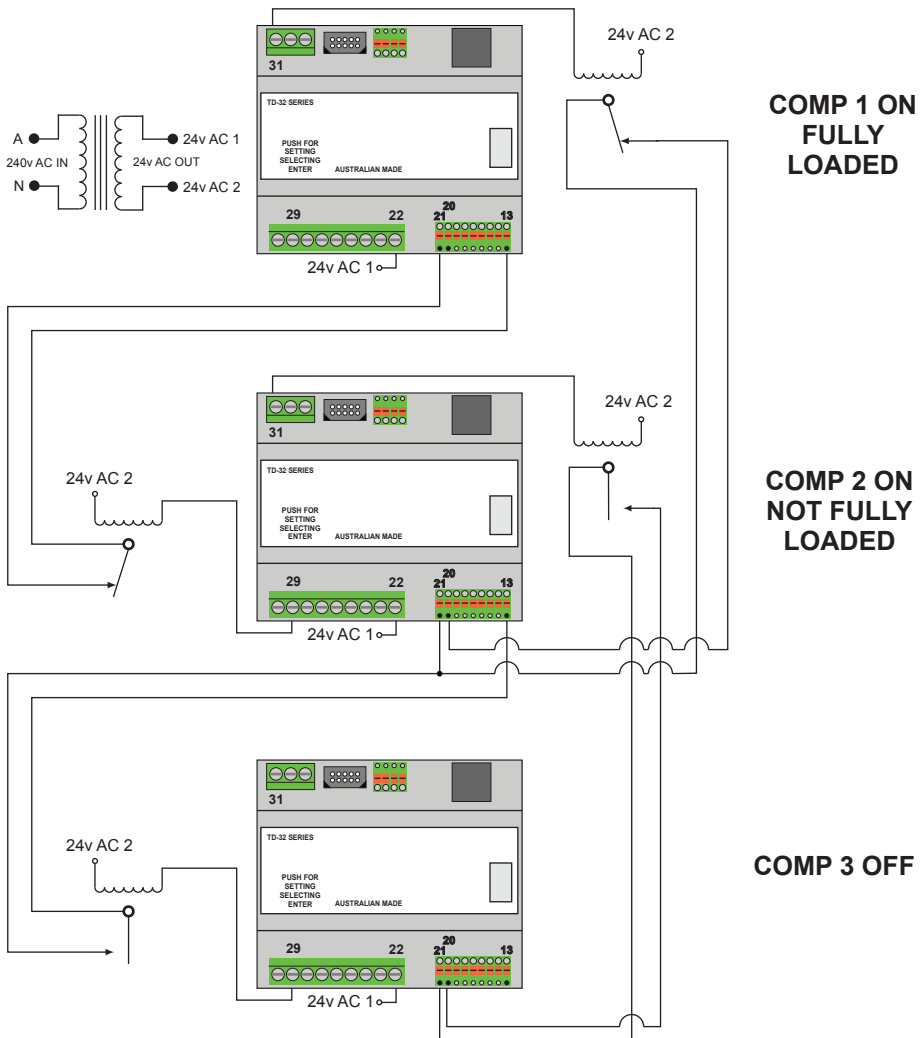 24v AC 2
31
COMP 1 ON
FULLY
LOADED
TD-32 SERIES
A
24v AC 1
240v AC IN
24v AC OUT
N
24v AC 2
PUSH FOR
SETTING
SELECTING
ENTER
AUSTRALIAN MADE
29
22
20
21
13
24v AC 1
24v AC 2
31
24v AC 2
TD-32 SERIES
COMP 2 ON
NOT FULLY
LOADED
PUSH FOR
SETTING
SELECTING
ENTER
AUSTRALIAN MADE
29
22
20
21
13
24v AC 1
31
24v AC 2
TD-32 SERIES
COMP 3 OFF
PUSH FOR
SETTING
SELECTING
ENTER
AUSTRALIAN MADE
29
22
20
21
13
24v AC 1